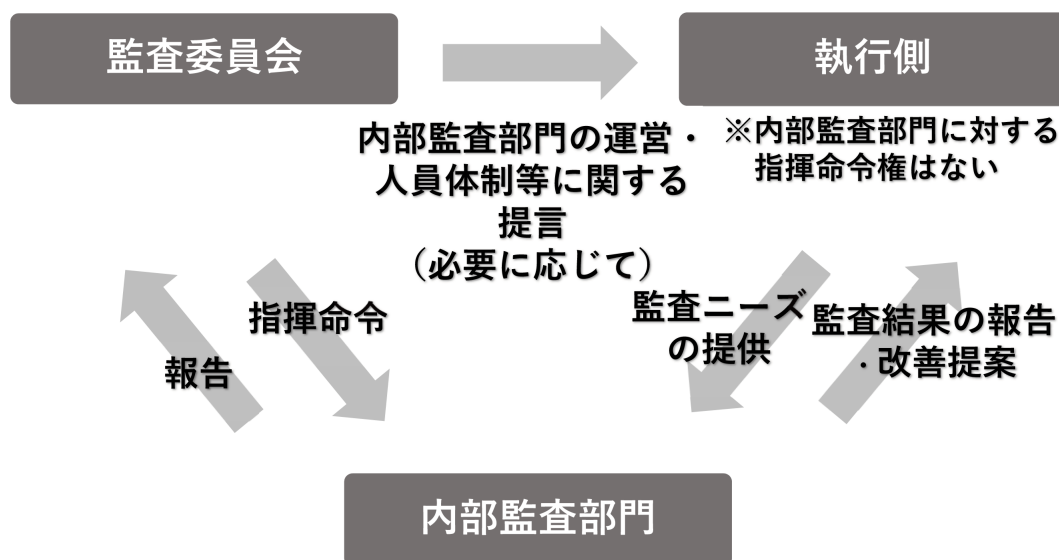 監査委員会
執行側
内部監査部門の運営・
人員体制等に関する
提言
（必要に応じて）
※内部監査部門に対する
指揮命令権はない
報告
指揮命令
監査ニーズ
の提供
監査結果の報告
・改善提案
内部監査部門